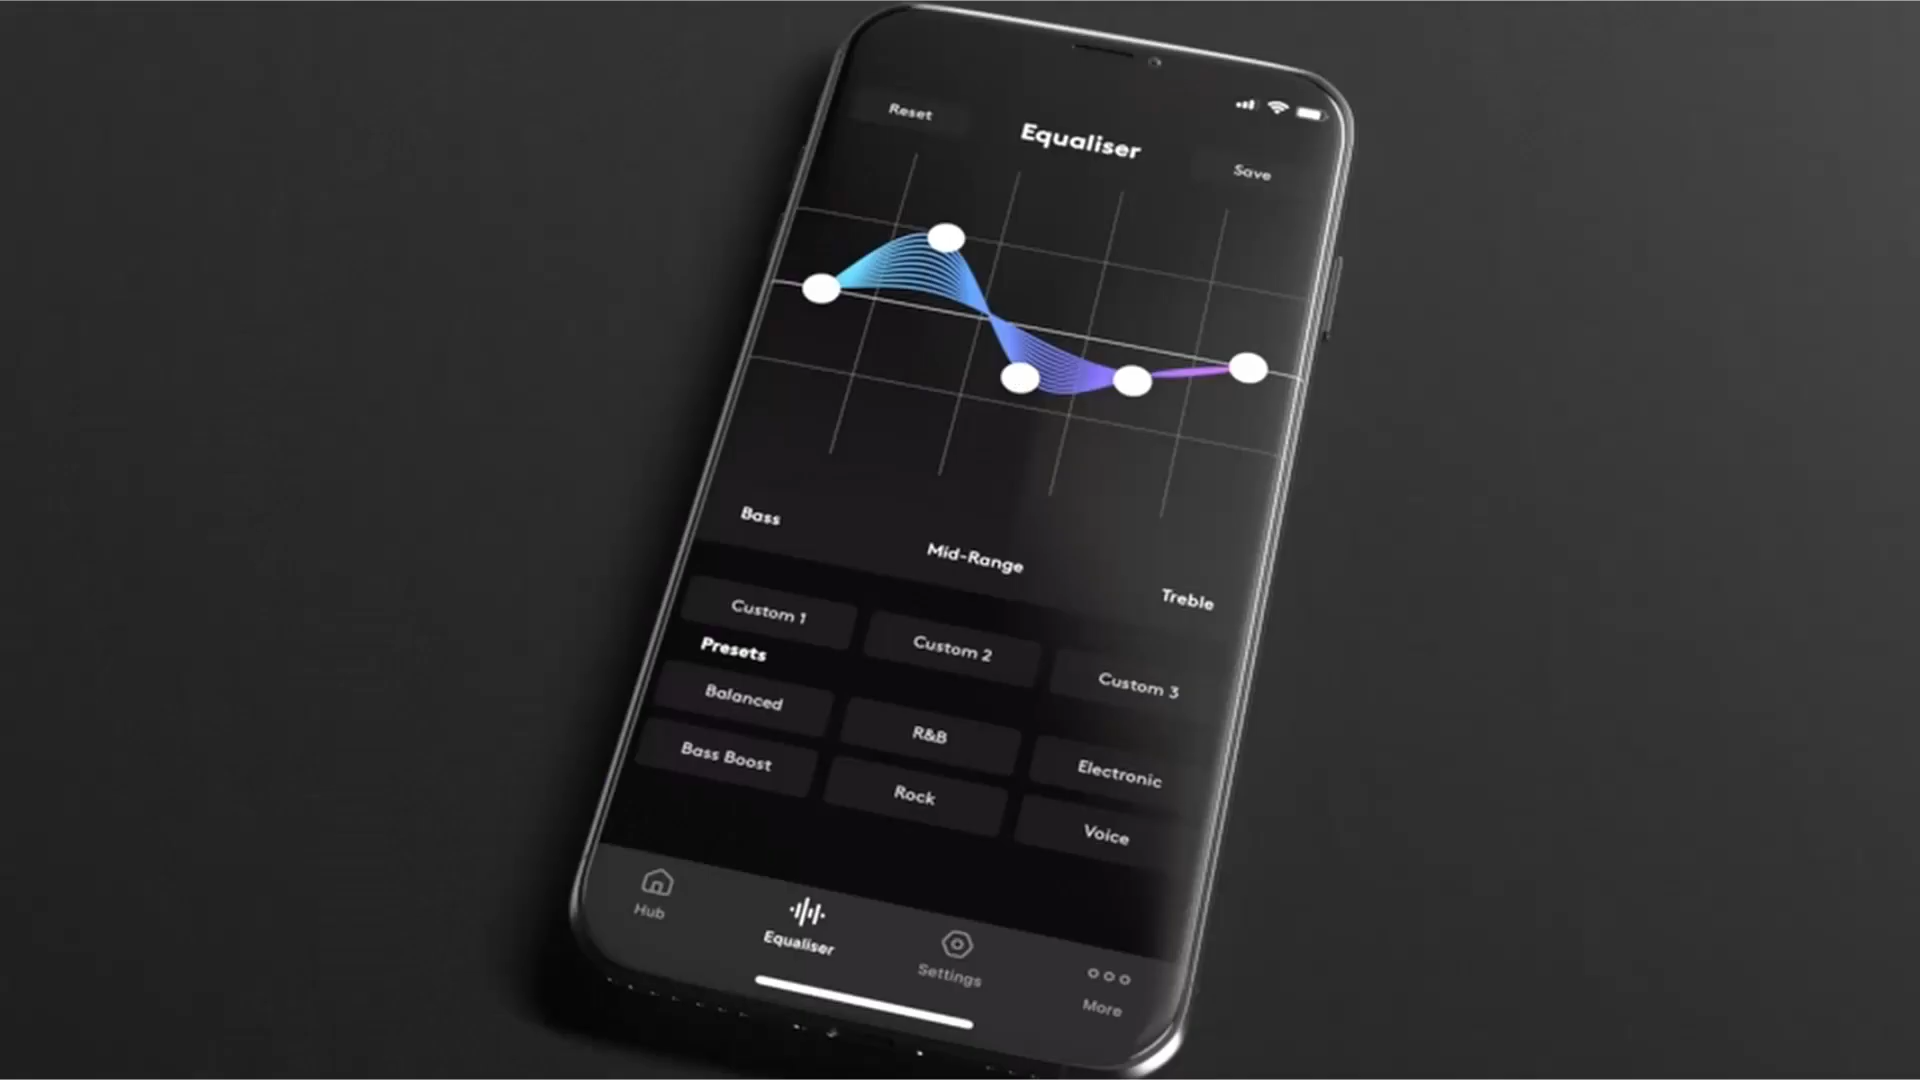 Reset
Equaliser
Save
Bass
Mid-Range
Treble
Custom 1
Custom 2
Custom 3
Presets
Balanced
R&B
Electronic
Bass Boost
Rock
Voice
Hub
Equaliser
Settings
More